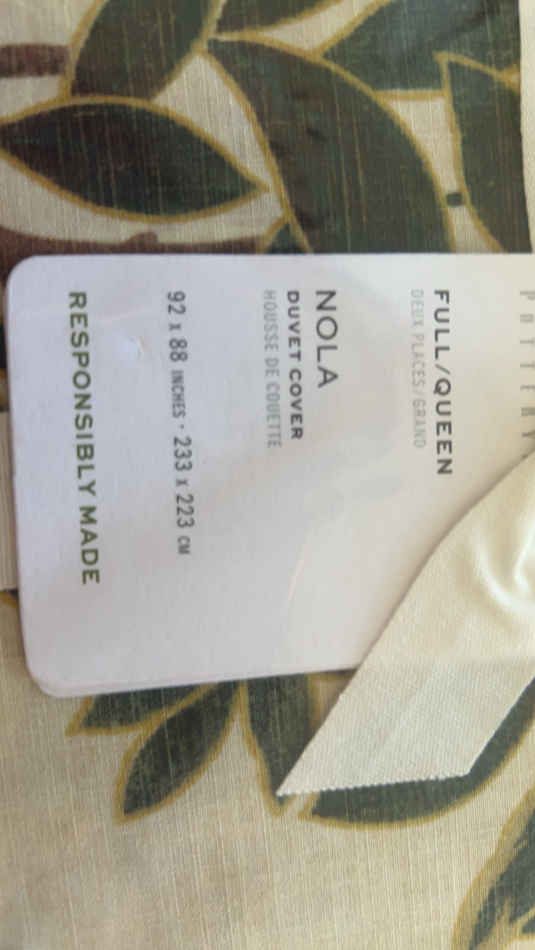 FULL/QUEEN
DEUX PLACES/GRAND
NOLA
DUVET COVER
HOUSSE DE COUETTE
92 x 88 INCHES · 233 x 223 CM
RESPONSIBLY MADE